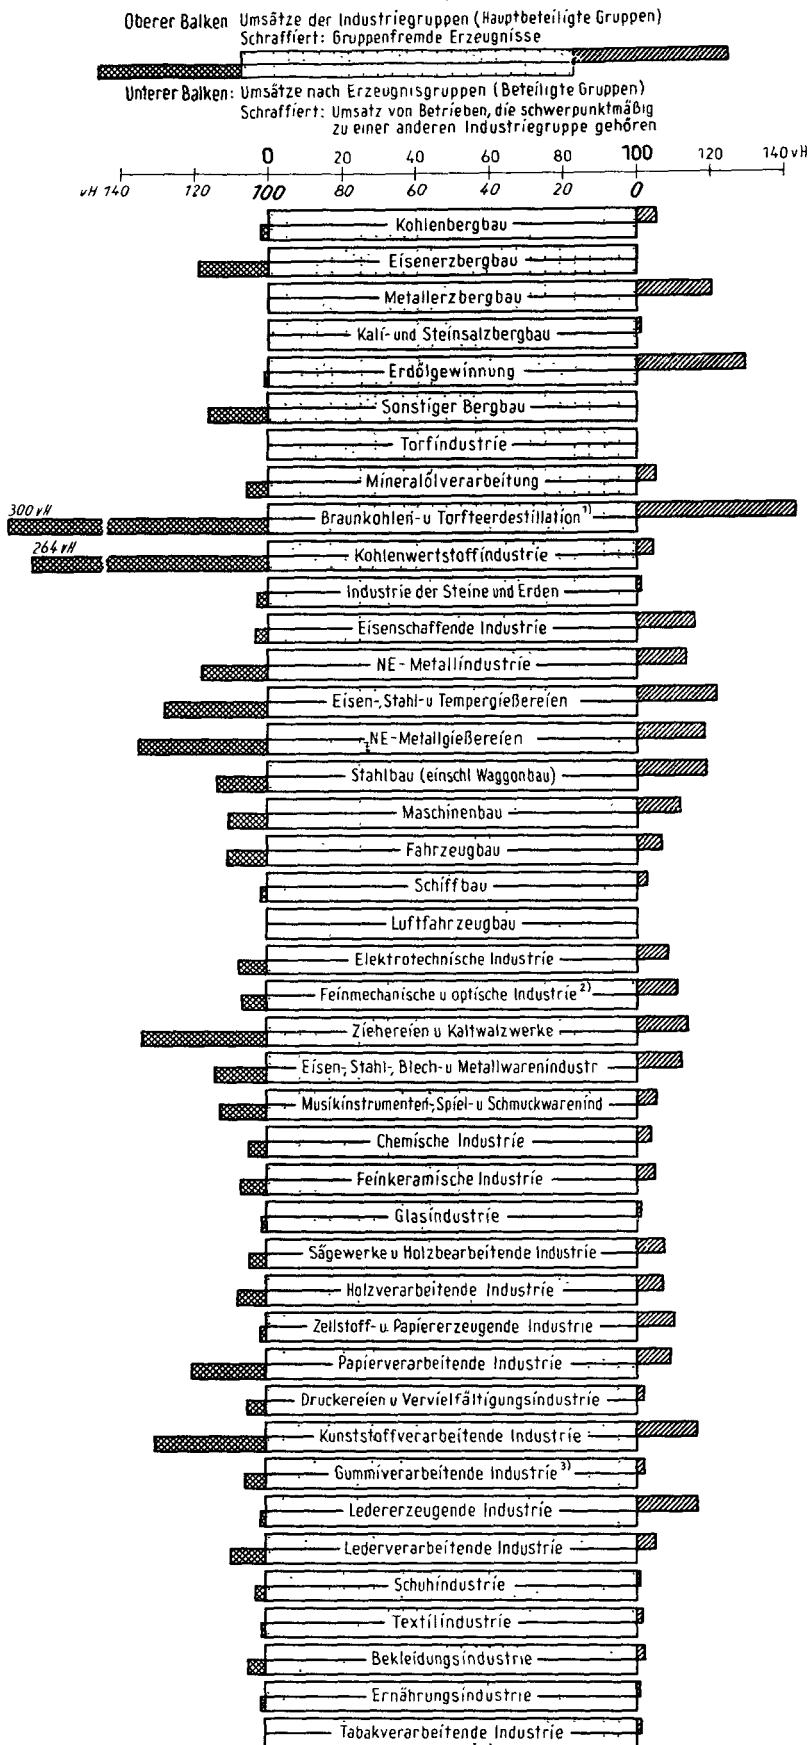 Oberer Balken Umsätze der Industriegruppen (Hauptbeteiligte Gruppen)
Schraffiert: Gruppenfremde Erzeugnisse
Unterer Balken: Umsätze nach Erzeugnisgruppen (Beteiligte Gruppen)
Schraffiert: Umsatz von Betrieben, die schwerpunktmäßig
zu einer anderen Industriegruppe gehören
0 20 40 60 80 100 120 140 vH
vH 140 120 100 80 60 40 20 0
Kohlenbergbau
Eisenerzbergbau
Metallerzbergbau
Kali- und Steinsalzbergbau
Erdölgewinnung
Sonstiger Bergbau
Torfindustrie
Mineralölverarbeitung
300 vH
Braunkohlen- u Torfteerdestillation 1)
264 vH
Kohlenwertstoffindustrie
Industrie der Steine und Erden
Eisenschaffende Industrie
NE-Metallindustrie
Eisen-, Stahl- u Tempergießereien
NE-Metallgießereien
Stahlbau (einschl Waggonbau)
Maschinenbau
Fahrzeugbau
Schiffbau
Luftfahrzeugbau
Elektrotechnische Industrie
Feinmechanische u optische Industrie 2)
Ziehereien u Kaltwalzwerke
Eisen-, Stahl-, Blech- u Metallwarenindustr
Musikinstrumenten-, Spiel- u Schmuckwarenind
Chemische Industrie
Feinkeramische Industrie
Glasindustrie
Sägewerke u Holzbearbeitende Industrie
Holzverarbeitende Industrie
Zellstoff- u. Papiererzeugende Industrie
Papierverarbeitende Industrie
Druckereien u Vervielfältigungsindustrie
Kunststoffverarbeitende Industrie
Gummiverarbeitende Industrie 3)
Ledererzeugende Industrie
Lederverarbeitende Industrie
Schuhindustrie
Textilindustrie
Bekleidungsindustrie
Ernährungsindustrie
Tabakverarbeitende Industrie